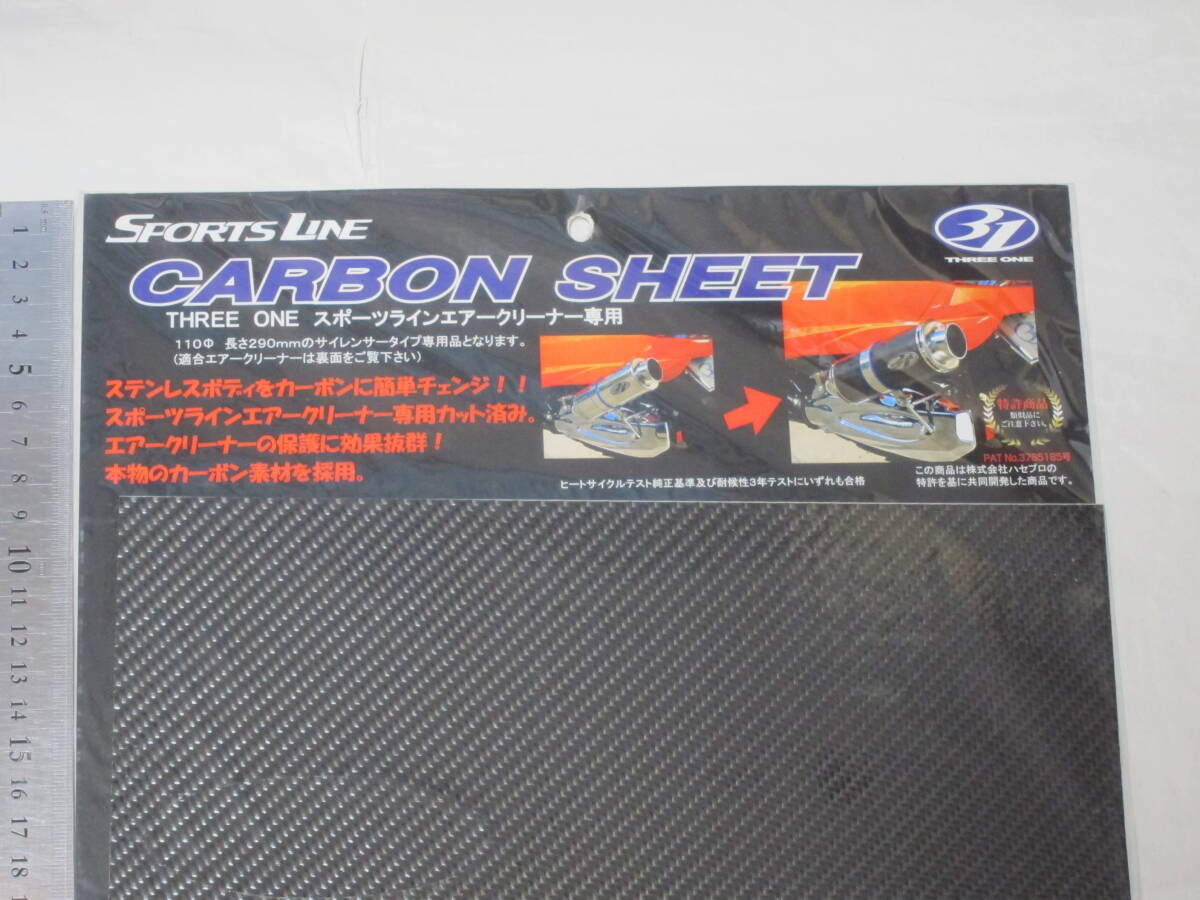 SPORTS LINE
31
THREE ONE
CARBON SHEET
THREE ONE スポーツラインエアークリーナー専用
110Φ 長さ290mmのサイレンサータイプ専用品となります。
(適合エアークリーナーは裏面をご覧下さい)
ステンレスボディをカーボンに簡単チェンジ！！
スポーツラインエアークリーナー専用カット済み。
エアークリーナーの保護に効果抜群！
本物のカーボン素材を採用。
特許商品
類似品に
ご注意下さい。
PAT No.3785185号
この商品は株式会社ハセプロの
特許を基に共同開発した商品です。
ヒートサイクルテスト純正基準及び耐候性3年テストにいずれも合格
1
2
3
4
5
6
7
8
9
10
11
12
13
14
15
16
17
18